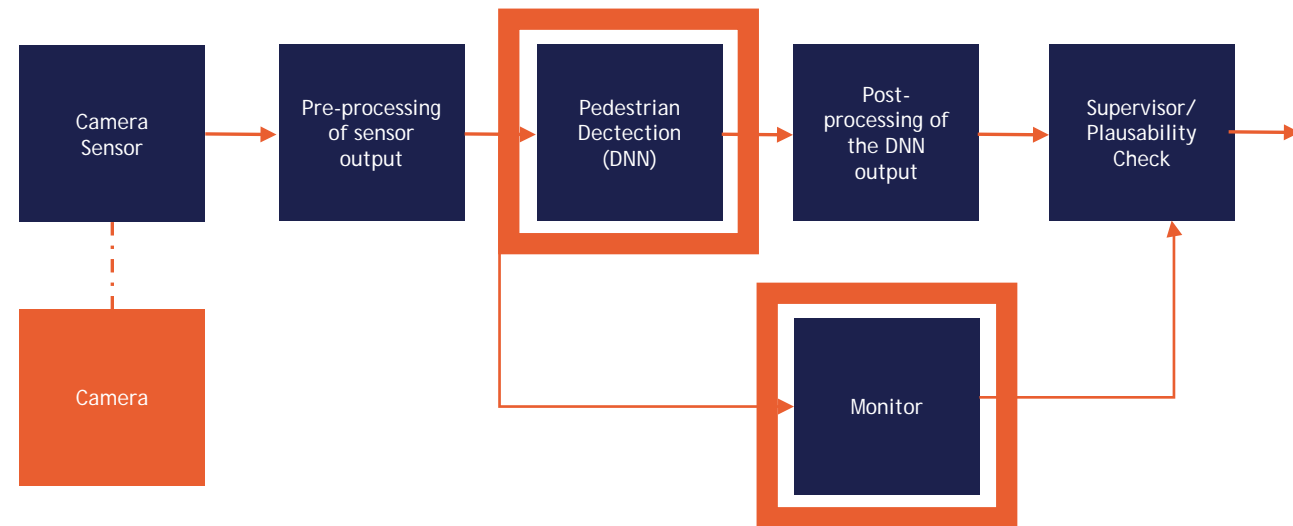 Camera
Sensor
Pre-processing
of sensor
output
Pedestrian
Dectection
(DNN)
Post-
processing of
the DNN
output
Supervisor/
Plausability
Check
Camera
Monitor